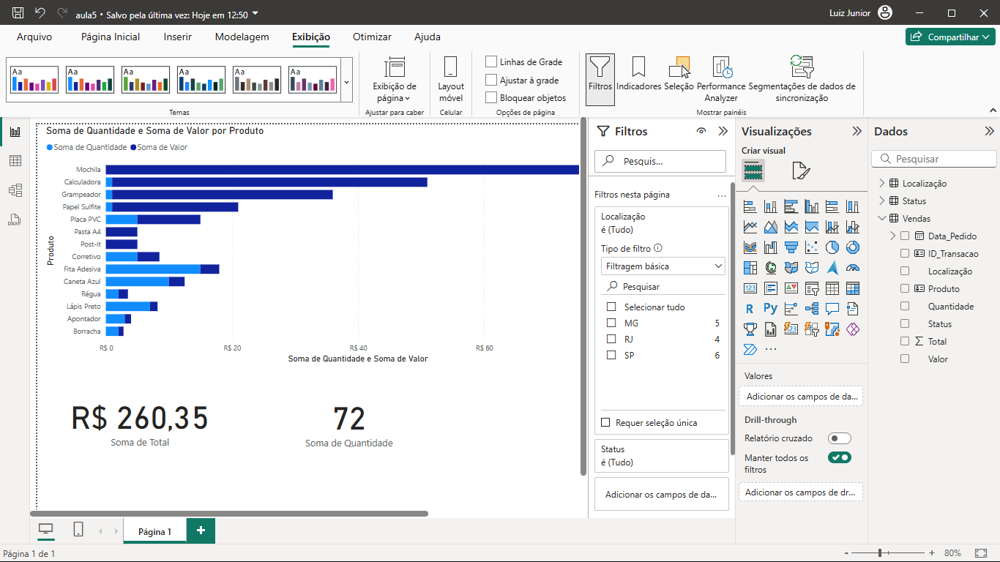 aula5 • Salvo pela última vez: Hoje em 12:50
Luiz Junior
Arquivo
Página Inicial
Inserir
Modelagem
Exibição
Otimizar
Ajuda
Compartilhar
Aa
Aa
Aa
Aa
Aa
Aa
Temas
Exibição de
página
Ajustar para caber
Layout
móvel
Celular
Linhas de Grade
Ajustar à grade
Bloquear objetos
Opções de página
Filtros
Indicadores
Seleção
Performance
Analyzer
Segmentações de dados de
sincronização
Mostrar painéis
DAX
Soma de Quantidade e Soma de Valor por Produto
Soma de Quantidade
Soma de Valor
Produto
Mochila
Calculadora
Grampeador
Papel Sulfite
Placa PVC
Pasta A4
Post-it
Corretivo
Fita Adesiva
Caneta Azul
Régua
Lápis Preto
Apontador
Borracha
R$ 0
R$ 20
R$ 40
R$ 60
Soma de Quantidade e Soma de Valor
R$ 260,35
Soma de Total
72
Soma de Quantidade
Filtros
Pesquis...
Filtros nesta página
...
Localização
é (Tudo)
Tipo de filtro
Filtragem básica
Pesquisar
Selecionar tudo
MG 5
RJ 4
SP 6
Requer seleção única
Status
é (Tudo)
Adicionar os campos de da...
Visualizações
Criar visual
123
R
Py
123
...
Valores
Adicionar os campos de da...
Drill-through
Relatório cruzado
Manter todos os
filtros
Adicionar os campos de dr...
Dados
Pesquisar
Localização
Status
Vendas
Data_Pedido
ID_Transacao
Localização
Produto
Quantidade
Status
Total
Valor
Página 1
+
Página 1 de 1
- + 80%